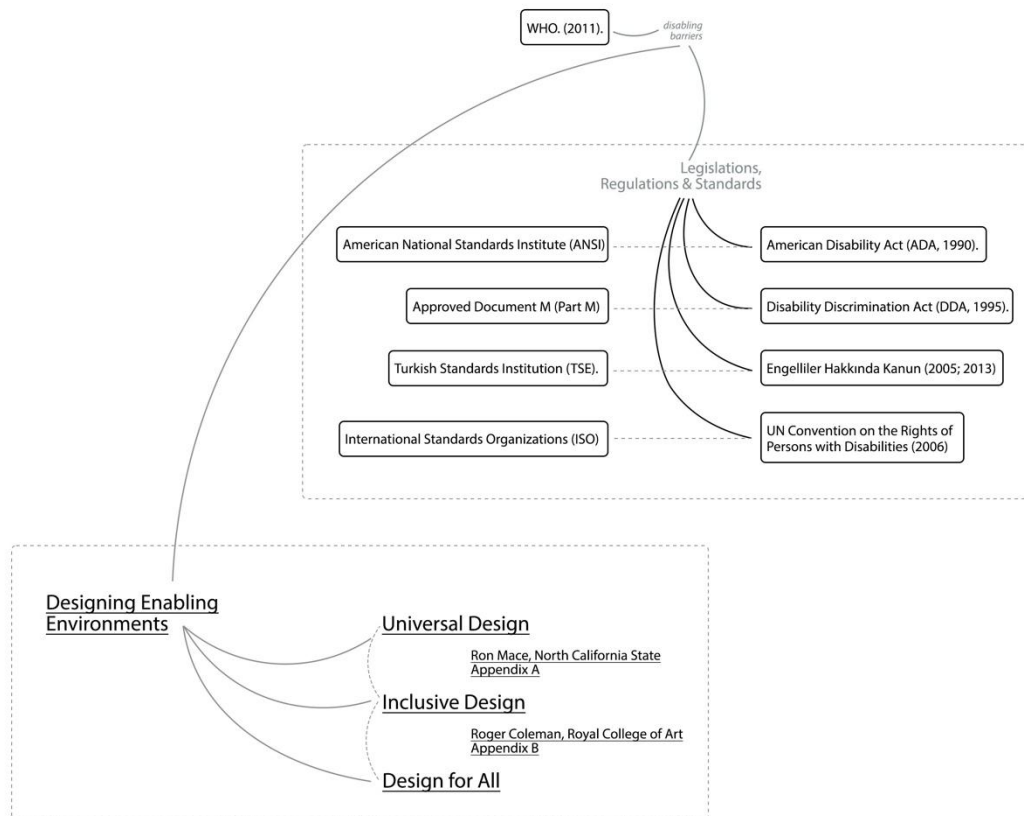 WHO. (2011).
disabling
barriers
Legislations,
Regulations & Standards
American National Standards Institute (ANSI)
American Disability Act (ADA, 1990).
Approved Document M (Part M)
Disability Discrimination Act (DDA, 1995).
Turkish Standards Institution (TSE).
Engelliler Hakkında Kanun (2005; 2013)
International Standards Organizations (ISO)
UN Convention on the Rights of
Persons with Disabilities (2006)
Designing Enabling
Environments
Universal Design
Ron Mace, North California State
Appendix A
Inclusive Design
Roger Coleman, Royal College of Art
Appendix B
Design for All